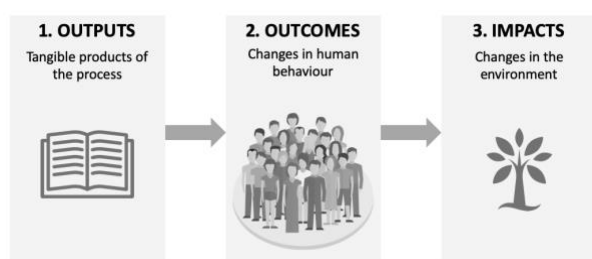 1. OUTPUTS
Tangible products of
the process
2. OUTCOMES
Changes in human
behaviour
3. IMPACTS
Changes in the
environment